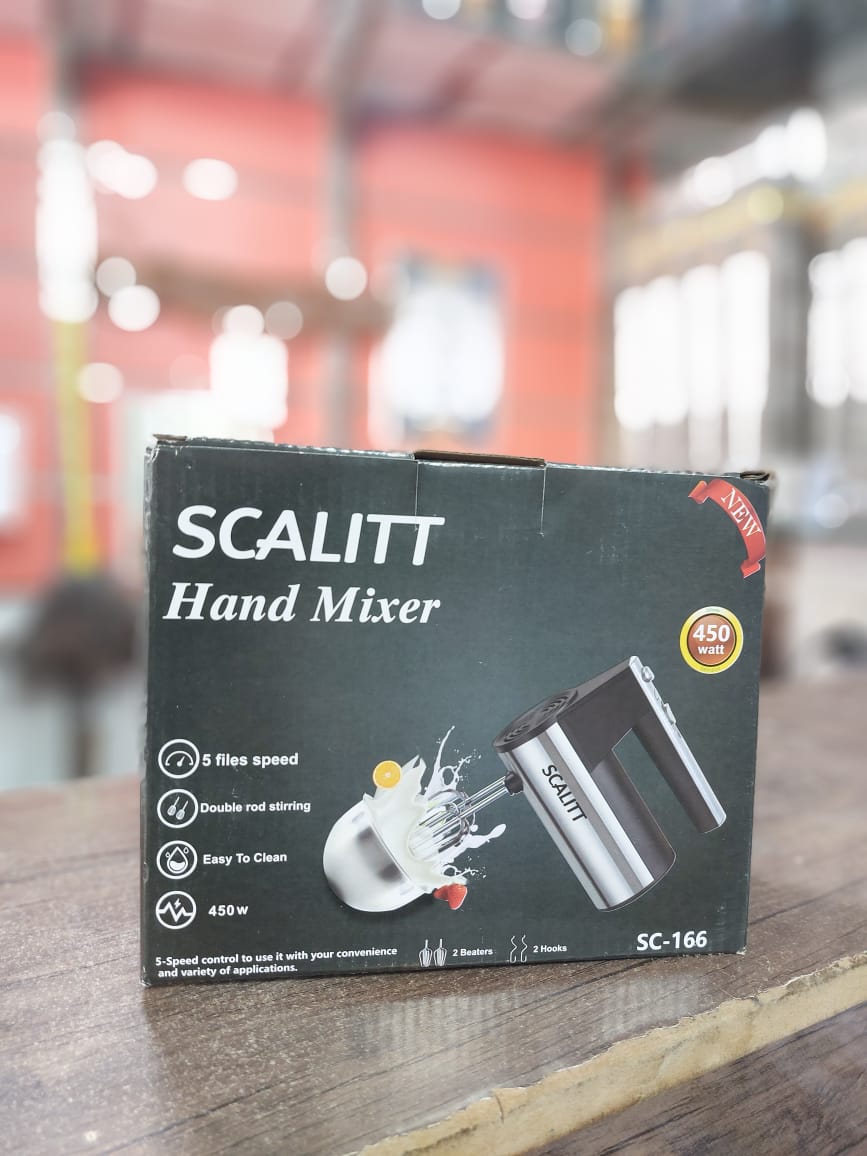 SCALITT
Hand Mixer
NEW
450
watt
5 files speed
Double rod stirring
Easy To Clean
450 w
SCALITT
5-Speed control to use it with your convenience
and variety of applications.
2 Beaters
2 Hooks
SC-166